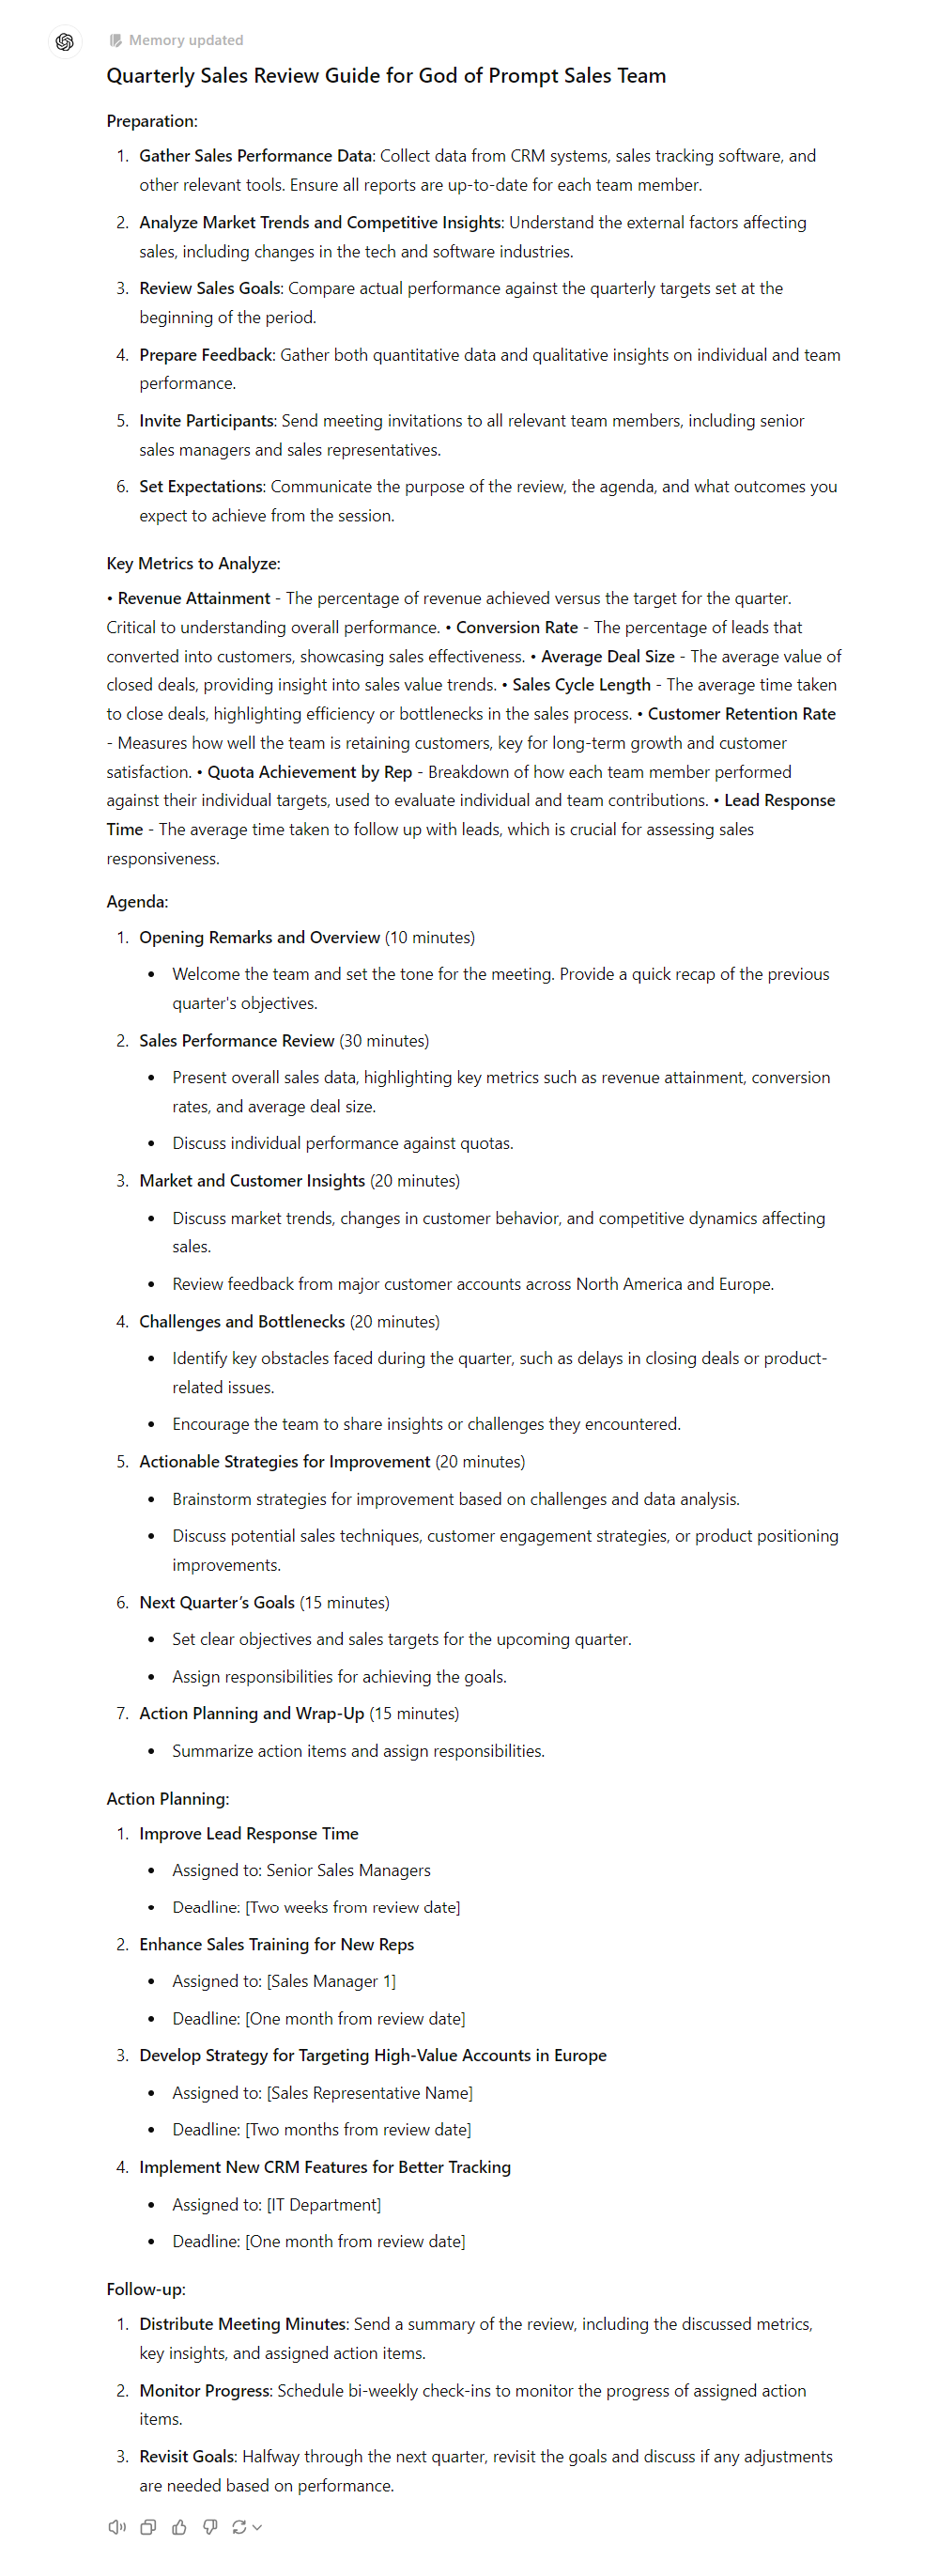 Memory updated
Quarterly Sales Review Guide for God of Prompt Sales Team
Preparation:
1. Gather Sales Performance Data: Collect data from CRM systems, sales tracking software, and
other relevant tools. Ensure all reports are up-to-date for each team member.
2. Analyze Market Trends and Competitive Insights: Understand the external factors affecting
sales, including changes in the tech and software industries.
3. Review Sales Goals: Compare actual performance against the quarterly targets set at the
beginning of the period.
4. Prepare Feedback: Gather both quantitative data and qualitative insights on individual and team
performance.
5. Invite Participants: Send meeting invitations to all relevant team members, including senior
sales managers and sales representatives.
6. Set Expectations: Communicate the purpose of the review, the agenda, and what outcomes you
expect to achieve from the session.
Key Metrics to Analyze:
• Revenue Attainment - The percentage of revenue achieved versus the target for the quarter.
Critical to understanding overall performance. • Conversion Rate - The percentage of leads that
converted into customers, showcasing sales effectiveness. • Average Deal Size - The average value of
closed deals, providing insight into sales value trends. • Sales Cycle Length - The average time taken
to close deals, highlighting efficiency or bottlenecks in the sales process. • Customer Retention Rate
- Measures how well the team is retaining customers, key for long-term growth and customer
satisfaction. • Quota Achievement by Rep - Breakdown of how each team member performed
against their individual targets, used to evaluate individual and team contributions. • Lead Response
Time - The average time taken to follow up with leads, which is crucial for assessing sales
responsiveness.
Agenda:
1. Opening Remarks and Overview (10 minutes)
• Welcome the team and set the tone for the meeting. Provide a quick recap of the previous
quarter's objectives.
2. Sales Performance Review (30 minutes)
• Present overall sales data, highlighting key metrics such as revenue attainment, conversion
rates, and average deal size.
• Discuss individual performance against quotas.
3. Market and Customer Insights (20 minutes)
• Discuss market trends, changes in customer behavior, and competitive dynamics affecting
sales.
• Review feedback from major customer accounts across North America and Europe.
4. Challenges and Bottlenecks (20 minutes)
• Identify key obstacles faced during the quarter, such as delays in closing deals or product-
related issues.
• Encourage the team to share insights or challenges they encountered.
5. Actionable Strategies for Improvement (20 minutes)
• Brainstorm strategies for improvement based on challenges and data analysis.
• Discuss potential sales techniques, customer engagement strategies, or product positioning
improvements.
6. Next Quarter’s Goals (15 minutes)
• Set clear objectives and sales targets for the upcoming quarter.
• Assign responsibilities for achieving the goals.
7. Action Planning and Wrap-Up (15 minutes)
• Summarize action items and assign responsibilities.
Action Planning:
1. Improve Lead Response Time
• Assigned to: Senior Sales Managers
• Deadline: [Two weeks from review date]
2. Enhance Sales Training for New Reps
• Assigned to: [Sales Manager 1]
• Deadline: [One month from review date]
3. Develop Strategy for Targeting High-Value Accounts in Europe
• Assigned to: [Sales Representative Name]
• Deadline: [Two months from review date]
4. Implement New CRM Features for Better Tracking
• Assigned to: [IT Department]
• Deadline: [One month from review date]
Follow-up:
1. Distribute Meeting Minutes: Send a summary of the review, including the discussed metrics,
key insights, and assigned action items.
2. Monitor Progress: Schedule bi-weekly check-ins to monitor the progress of assigned action
items.
3. Revisit Goals: Halfway through the next quarter, revisit the goals and discuss if any adjustments
are needed based on performance.